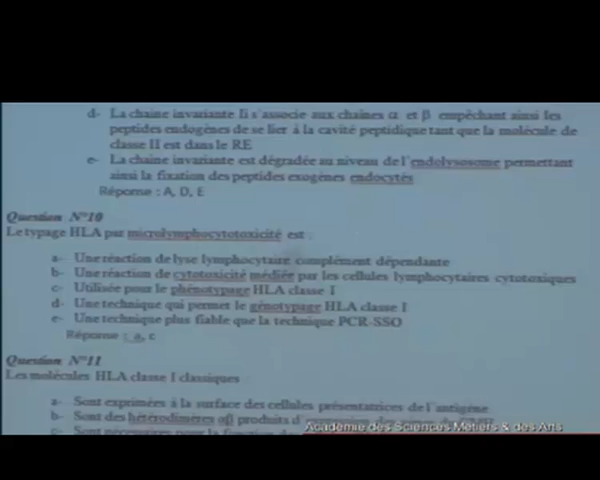 d- La chaine invariante Ii s'associe aux chaines α et β empêchant ainsi les
peptides endogènes de se lier à la cavité peptidique tant que la molécule de
classe II est dans le RE
e- La chaine invariante est dégradée au niveau de l'endolysosome permettant
ainsi la fixation des peptides exogènes endocytés
Réponse : A, D, E
Question N°10
Le typage HLA par microlymphocytotoxicité est :
a- Une réaction de lyse lymphocytaire complément dépendante
b- Une réaction de cytotoxicité médiée par les cellules lymphocytaires cytotoxiques
c- Utilisée pour le phénotypage HLA classe I
d- Une technique qui permet le génotypage HLA classe I
e- Une technique plus fiable que la technique PCR-SSO
Réponse : a, c
Question N°11
Les molécules HLA classe I classiques
a- Sont exprimées à la surface des cellules présentatrices de l'antigène
b- Sont des hétérodimères αβ produits
c- Sont nécessaires pour la fonction
Académie des Sciences Métiers & des Arts